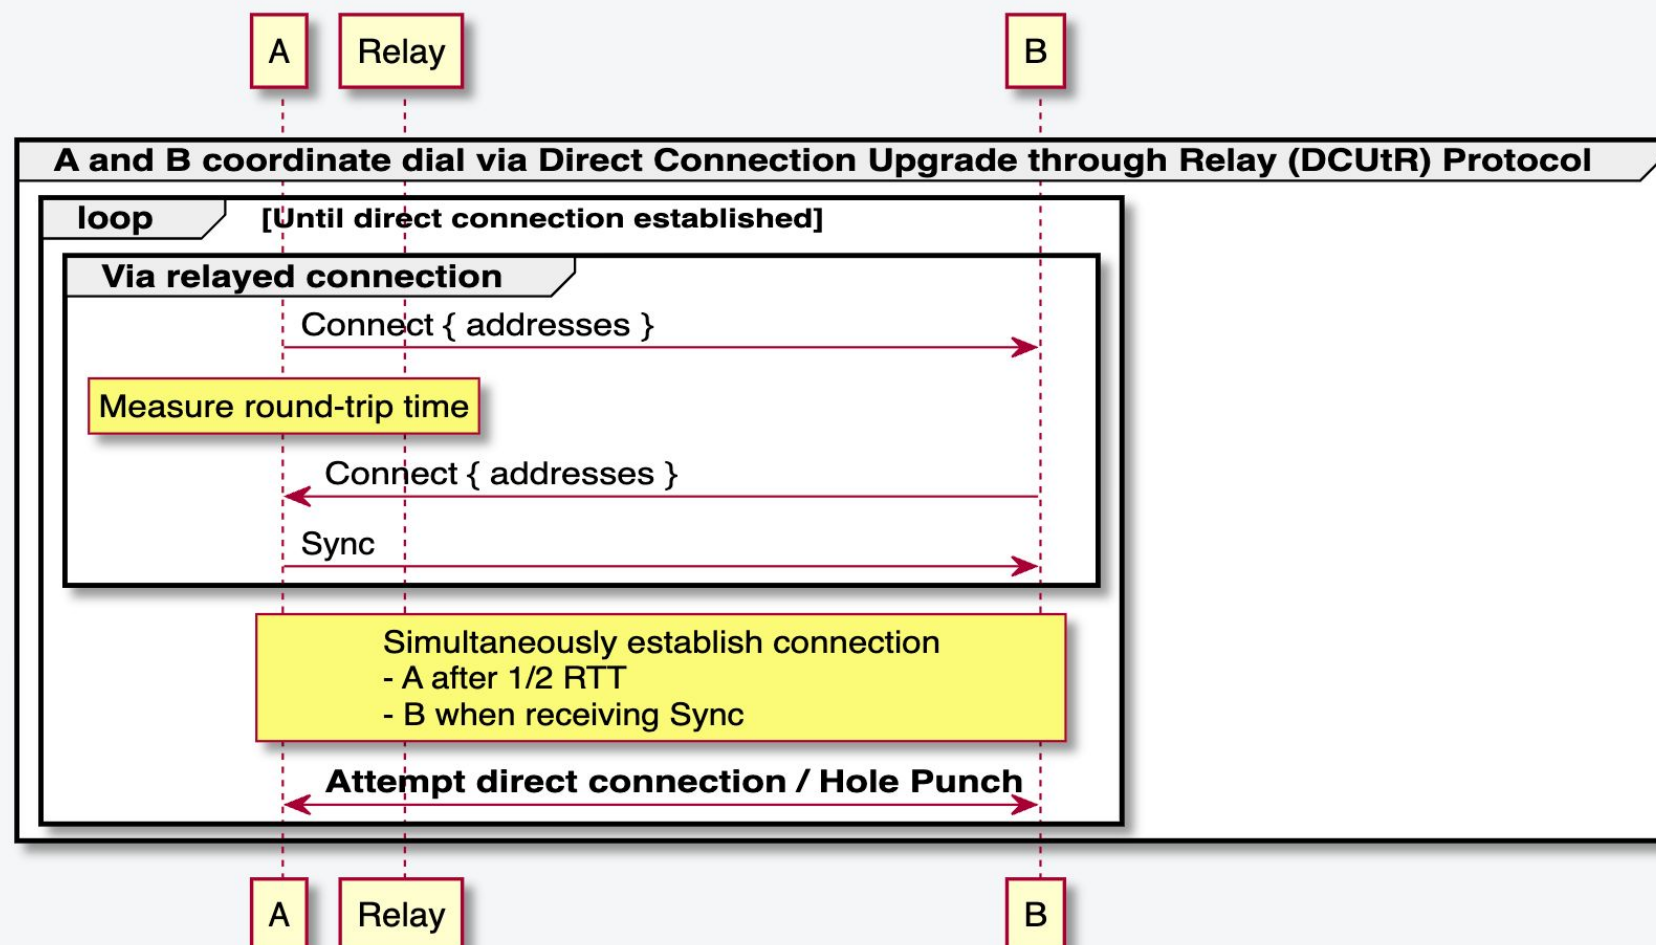 A
Relay
B
A and B coordinate dial via Direct Connection Upgrade through Relay (DCUtR) Protocol
loop
[Until direct connection established]
Via relayed connection
Connect { addresses }
Measure round-trip time
Connect { addresses }
Sync
Simultaneously establish connection
- A after 1/2 RTT
- B when receiving Sync
Attempt direct connection / Hole Punch
A
Relay
B